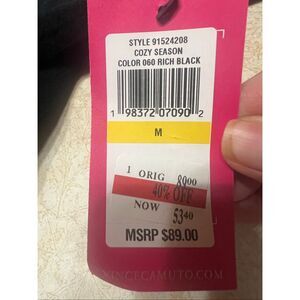 STYLE 91524208
COZY SEASON
COLOR 060 RICH BLACK
1 98372 07090 2
M
1 ORIG 8900
40% OFF
NOW 5340
MSRP $89.00
VINCECAMUTO.COM